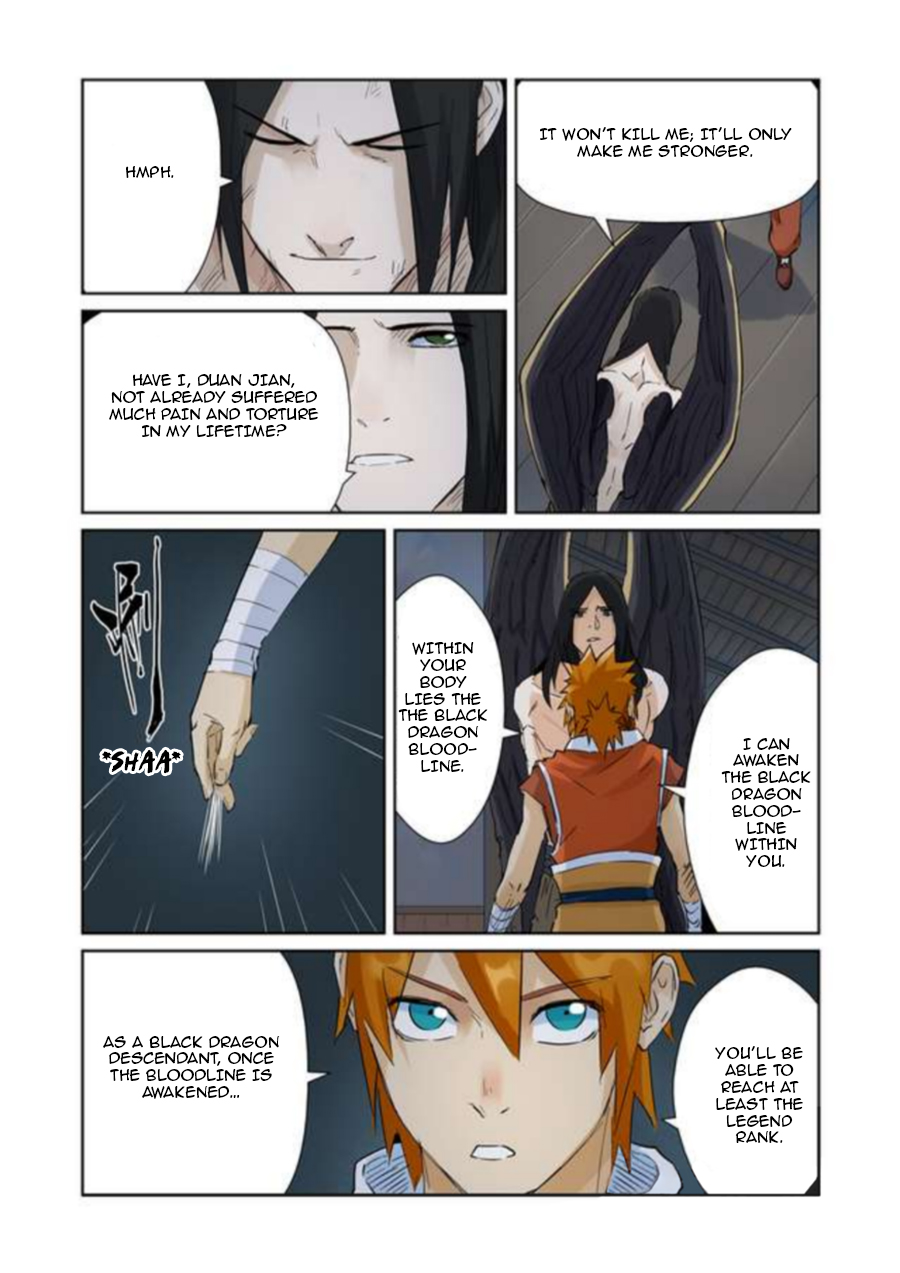 HMPH.
IT WON'T KILL ME; IT'LL ONLY
MAKE ME STRONGER.
HAVE I, DUAN JIAN,
NOT ALREADY SUFFERED
MUCH PAIN AND TORTURE
IN MY LIFETIME?
刷
*SHAA*
WITHIN
YOUR
BODY
LIES THE
THE BLACK
DRAGON
BLOOD-
LINE.
I CAN
AWAKEN
THE BLACK
DRAGON
BLOOD-
LINE
WITHIN
YOU.
AS A BLACK DRAGON
DESCENDANT, ONCE
THE BLOODLINE IS
AWAKENED...
YOU'LL BE
ABLE TO
REACH AT
LEAST THE
LEGEND
RANK.